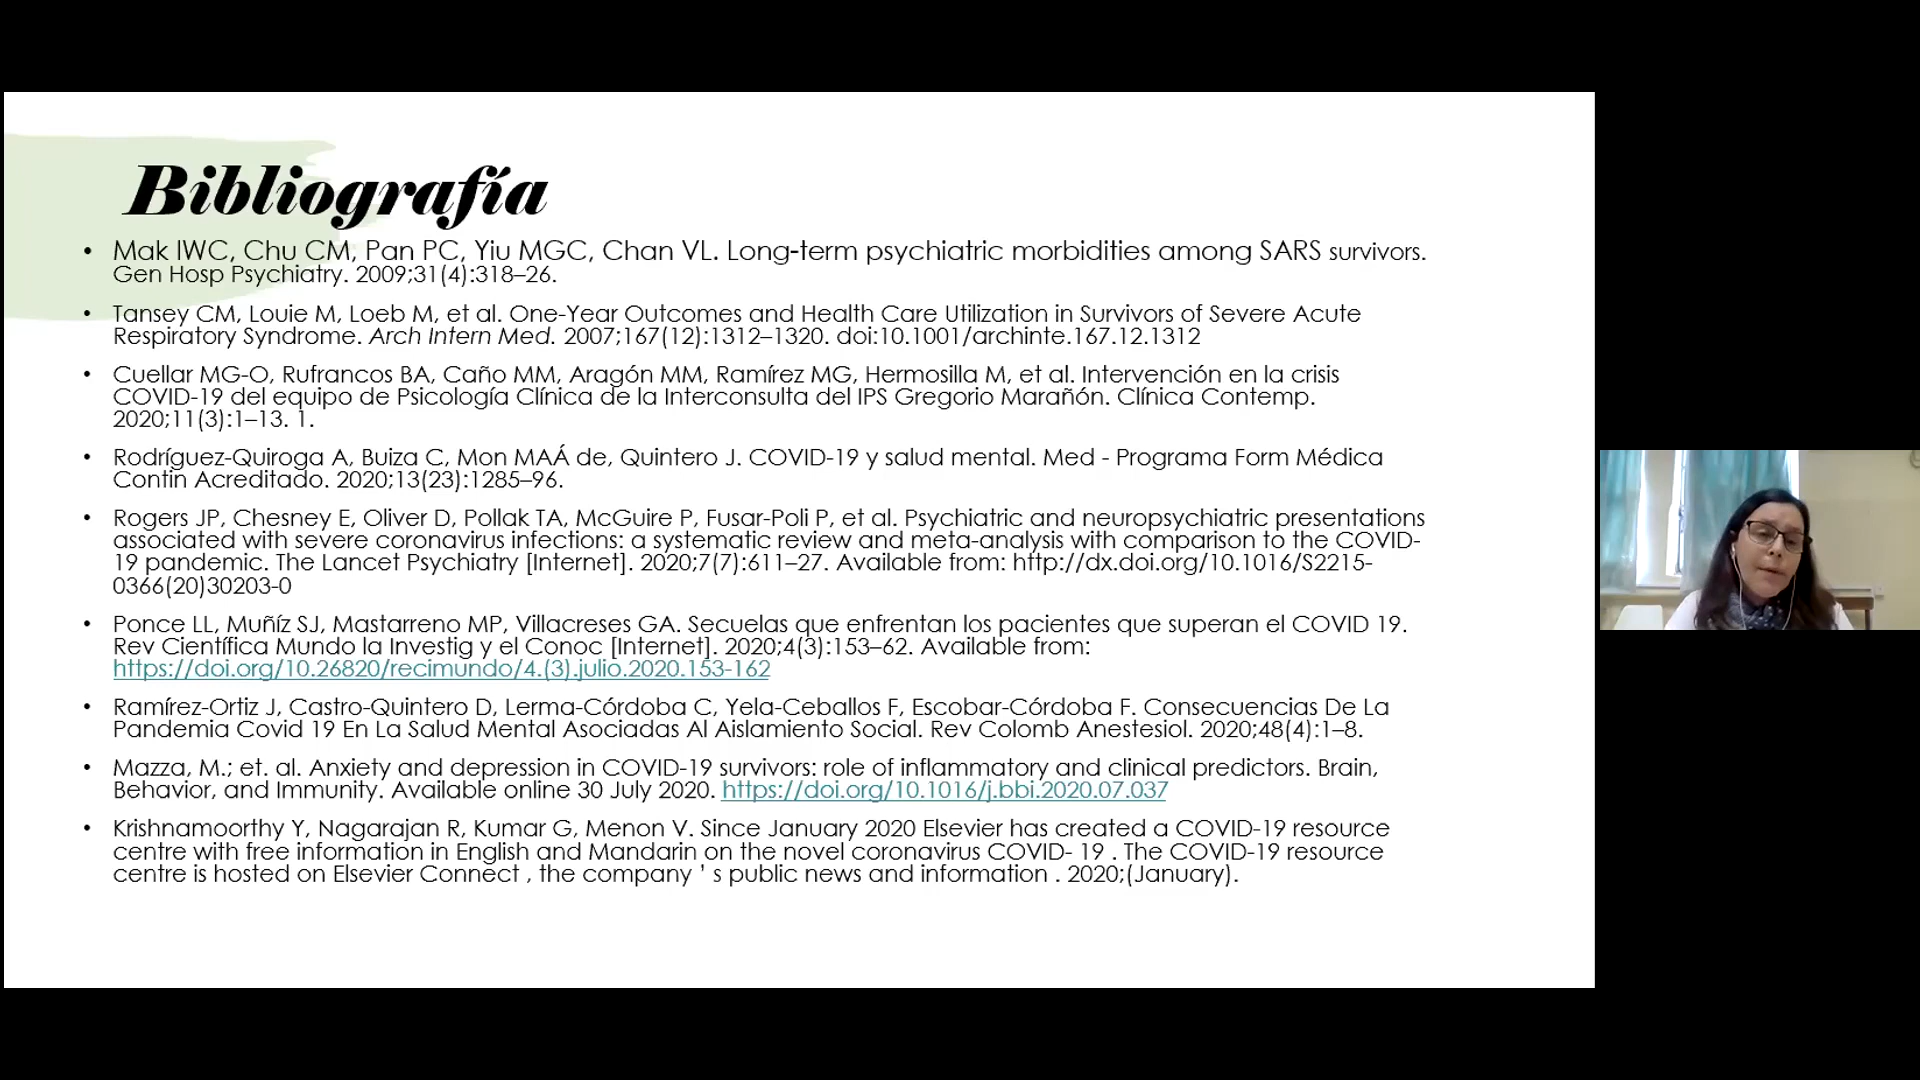 Bibliografía
• Mak IWC, Chu CM, Pan PC, Yiu MGC, Chan VL. Long-term psychiatric morbidities among SARS survivors.
Gen Hosp Psychiatry. 2009;31(4):318–26.
• Tansey CM, Louie M, Loeb M, et al. One-Year Outcomes and Health Care Utilization in Survivors of Severe Acute
Respiratory Syndrome. Arch Intern Med. 2007;167(12):1312–1320. doi:10.1001/archinte.167.12.1312
• Cuellar MG-O, Rufrancos BA, Caño MM, Aragón MM, Ramírez MG, Hermosilla M, et al. Intervención en la crisis
COVID-19 del equipo de Psicología Clínica de la Interconsulta del IPS Gregorio Marañón. Clínica Contemp.
2020;11(3):1–13. 1.
• Rodríguez-Quiroga A, Buiza C, Mon MAÁ de, Quintero J. COVID-19 y salud mental. Med - Programa Form Médica
Contin Acreditado. 2020;13(23):1285–96.
• Rogers JP, Chesney E, Oliver D, Pollak TA, McGuire P, Fusar-Poli P, et al. Psychiatric and neuropsychiatric presentations
associated with severe coronavirus infections: a systematic review and meta-analysis with comparison to the COVID-
19 pandemic. The Lancet Psychiatry [Internet]. 2020;7(7):611–27. Available from: http://dx.doi.org/10.1016/S2215-
0366(20)30203-0
• Ponce LL, Muñíz SJ, Mastarreno MP, Villacreses GA. Secuelas que enfrentan los pacientes que superan el COVID 19.
Rev Científica Mundo la Investig y el Conoc [Internet]. 2020;4(3):153–62. Available from:
https://doi.org/10.26820/recimundo/4.(3).julio.2020.153-162
• Ramírez-Ortiz J, Castro-Quintero D, Lerma-Córdoba C, Yela-Ceballos F, Escobar-Córdoba F. Consecuencias De La
Pandemia Covid 19 En La Salud Mental Asociadas Al Aislamiento Social. Rev Colomb Anestesiol. 2020;48(4):1–8.
• Mazza, M.; et. al. Anxiety and depression in COVID-19 survivors: role of inflammatory and clinical predictors. Brain,
Behavior, and Immunity. Available online 30 July 2020. https://doi.org/10.1016/j.bbi.2020.07.037
• Krishnamoorthy Y, Nagarajan R, Kumar G, Menon V. Since January 2020 Elsevier has created a COVID-19 resource
centre with free information in English and Mandarin on the novel coronavirus COVID- 19 . The COVID-19 resource
centre is hosted on Elsevier Connect , the company ’ s public news and information . 2020;(January).